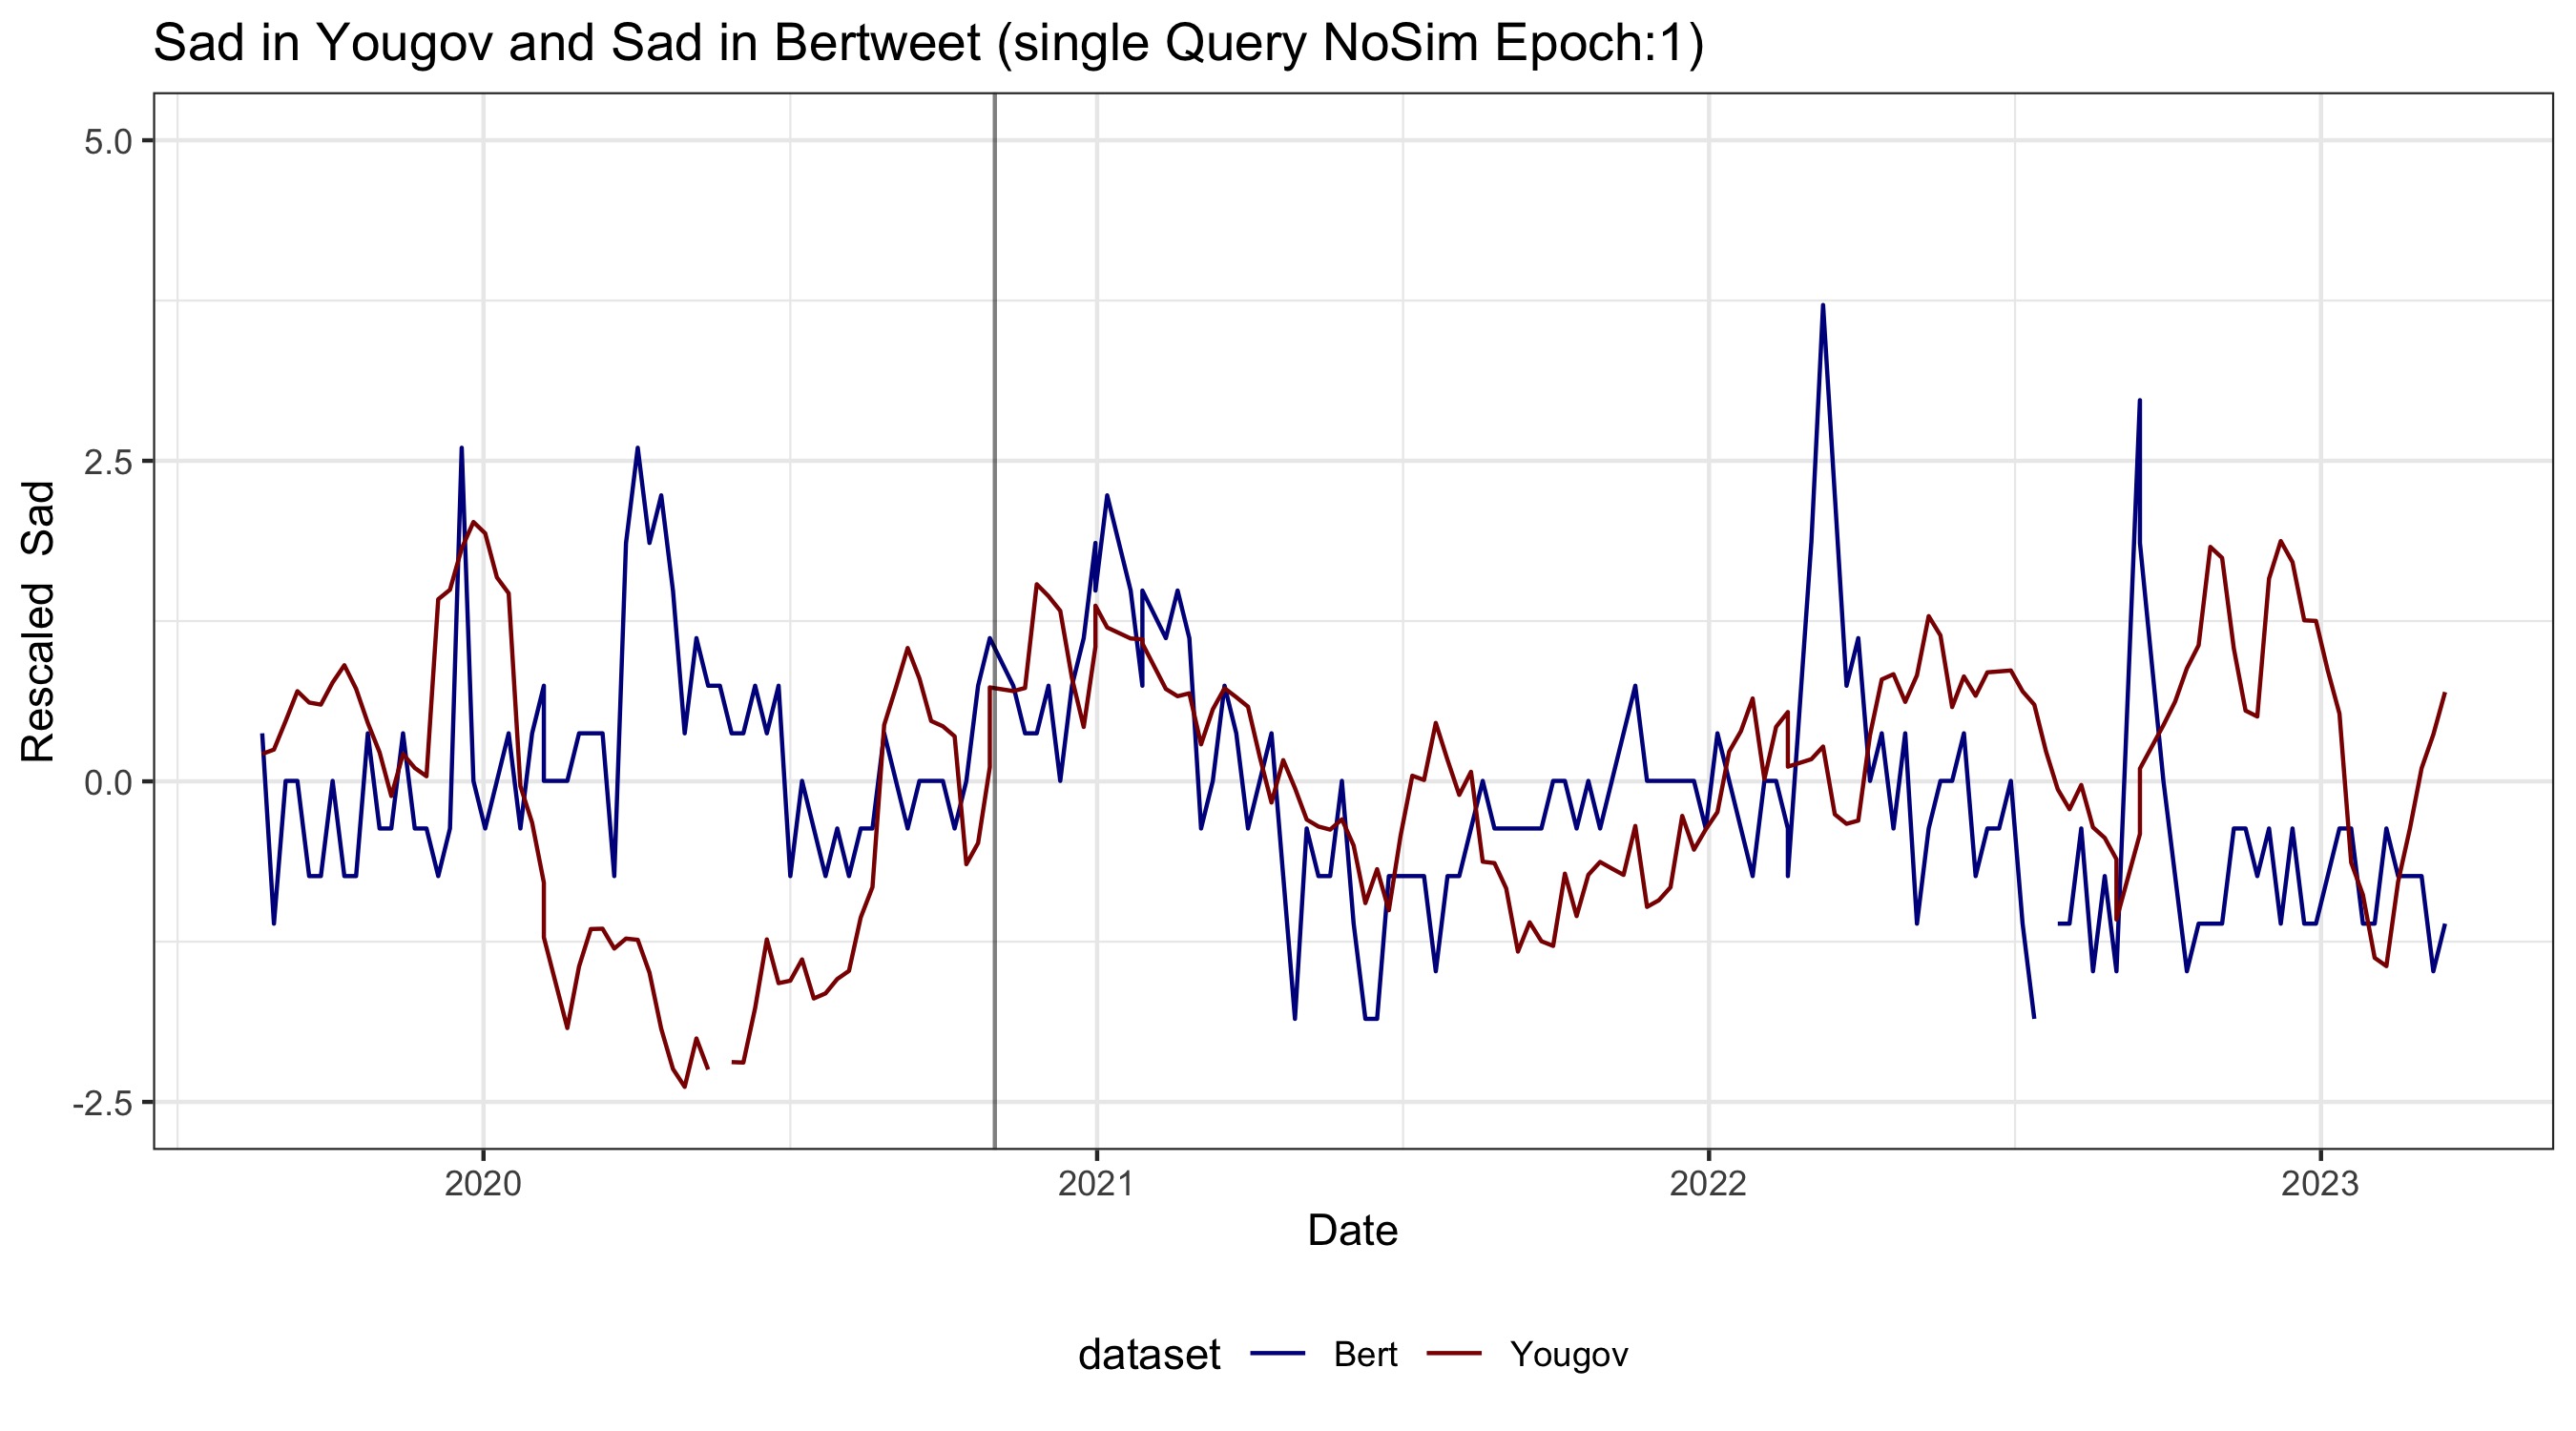 Sad in Yougov and Sad in Bertweet (single Query NoSim Epoch:1)
Rescaled Sad
5.0
2.5
0.0
-2.5
2020 2021 2022 2023
Date
dataset Bert Yougov